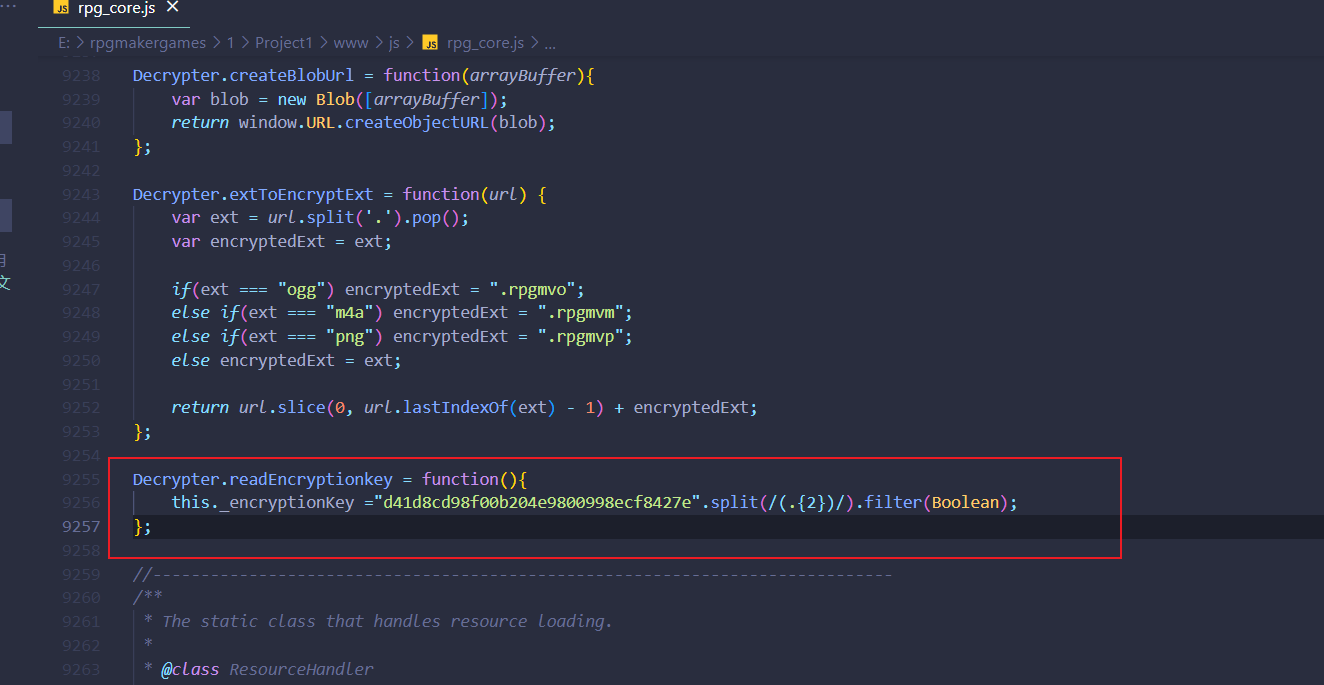 JS rpg_core.js ×
E: > rpgmakergames > 1 > Project1 > www > js > JS rpg_core.js > ...
9238 Decrypter.createBlobUrl = function(arrayBuffer){
9239 var blob = new Blob([arrayBuffer]);
9240 return window.URL.createObjectURL(blob);
9241 };
9242
9243 Decrypter.extToEncryptExt = function(url) {
9244 var ext = url.split('.').pop();
9245 var encryptedExt = ext;
9246
9247 if(ext === "ogg") encryptedExt = ".rpgmvo";
9248 else if(ext === "m4a") encryptedExt = ".rpgmvm";
9249 else if(ext === "png") encryptedExt = ".rpgmvp";
9250 else encryptedExt = ext;
9251
9252 return url.slice(0, url.lastIndexOf(ext) - 1) + encryptedExt;
9253 };
9254
9255 Decrypter.readEncryptionkey = function(){
9256 this._encryptionKey ="d41d8cd98f00b204e9800998ecf8427e".split(/(.{2})/).filter(Boolean);
9257 };
9258
9259 //-----------------------------------------------------------------------------
9260 /**
9261 * The static class that handles resource loading.
9262 *
9263 * @class ResourceHandler
文